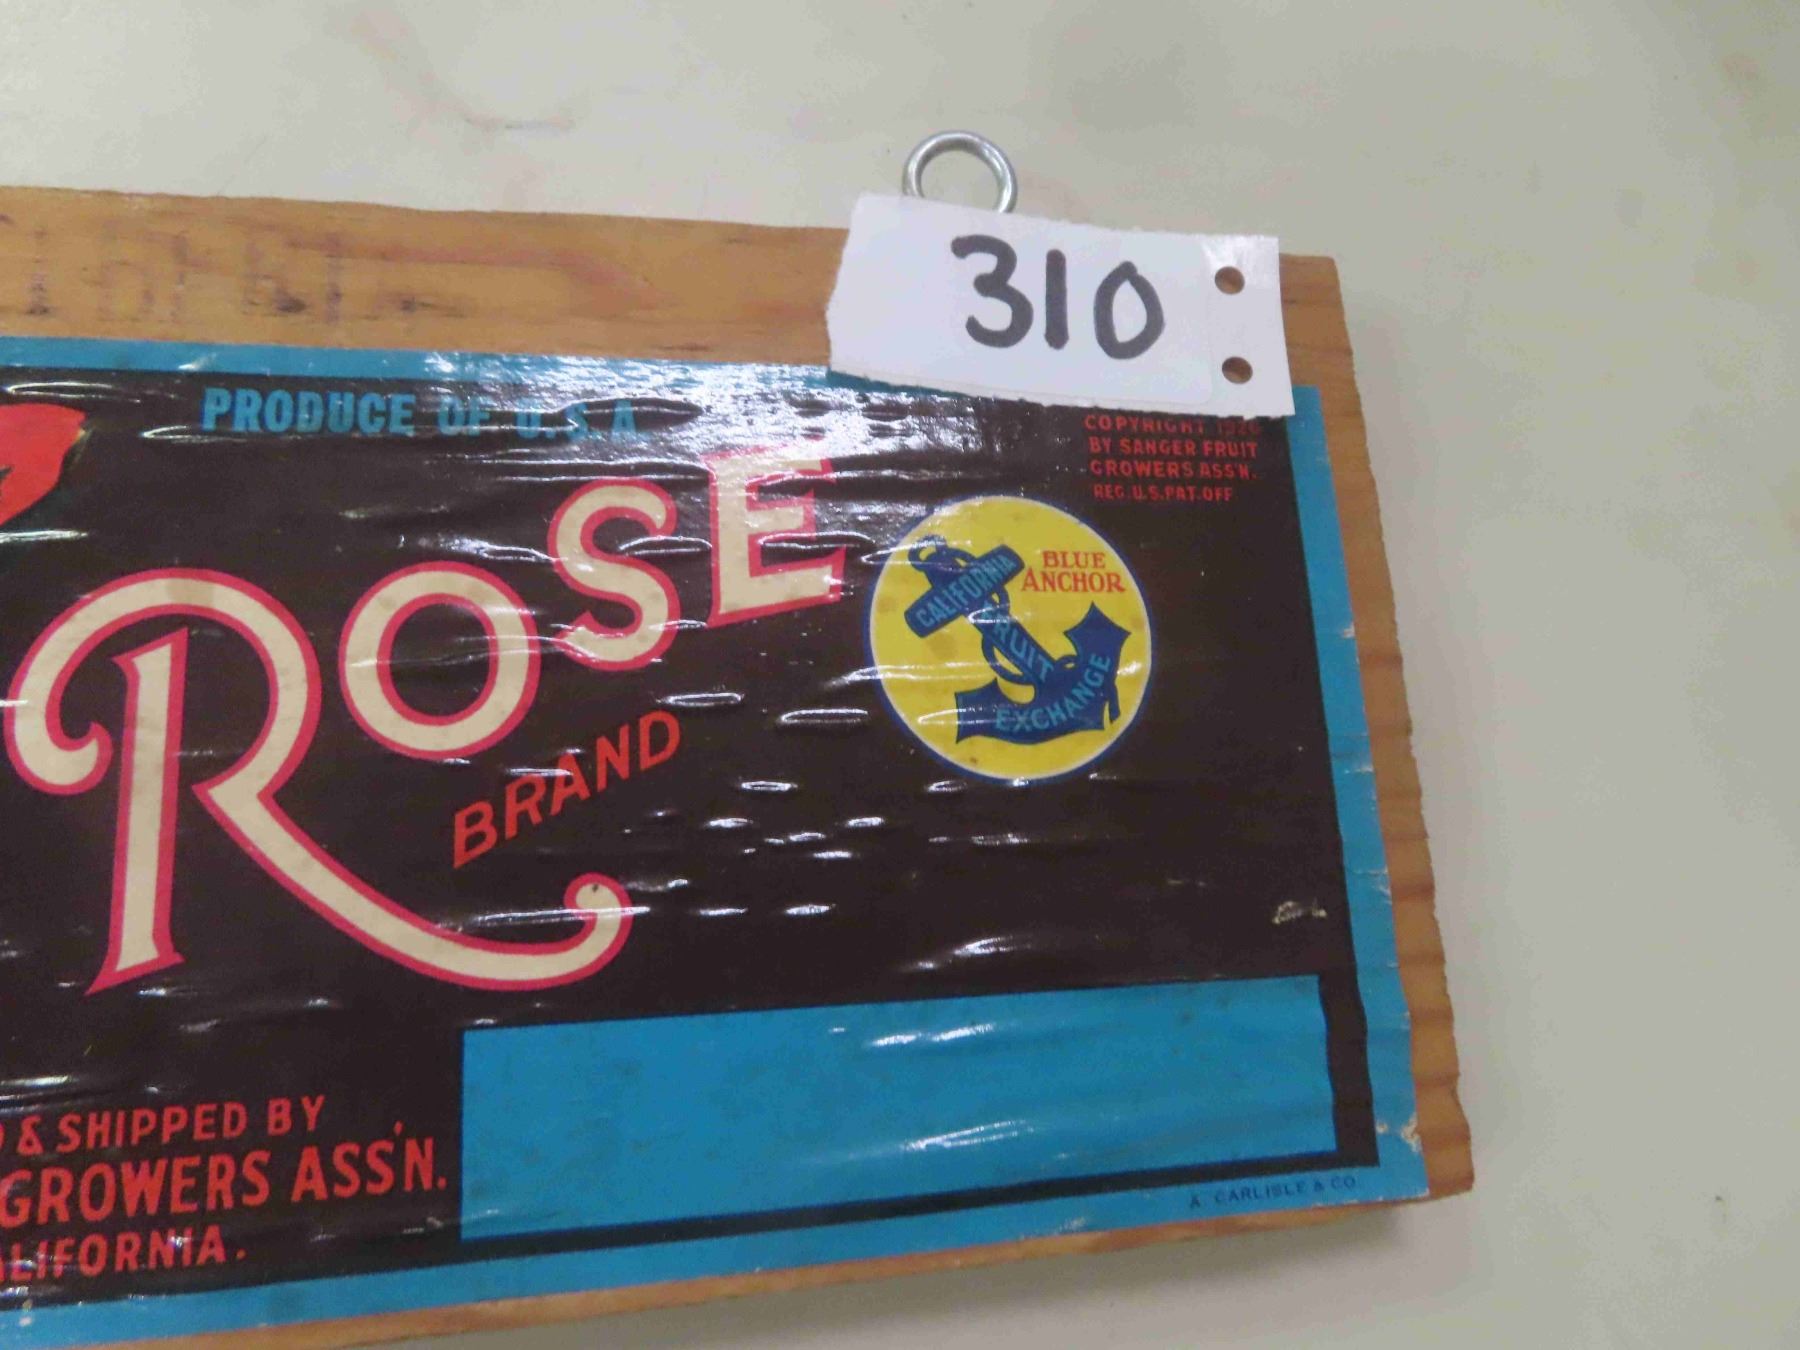 310
PRODUCE OF U.S.A.
COPYRIGHT
BY SANGER FRUIT
GROWERS ASS'N.
REG.U.S.PAT.OFF
ROSE
BRAND
BLUE
ANCHOR
CALIFORNIA
FRUIT
EXCHANGE
& SHIPPED BY
GROWERS ASS'N.
ALIFORNIA.
A. CARLISLE & CO.